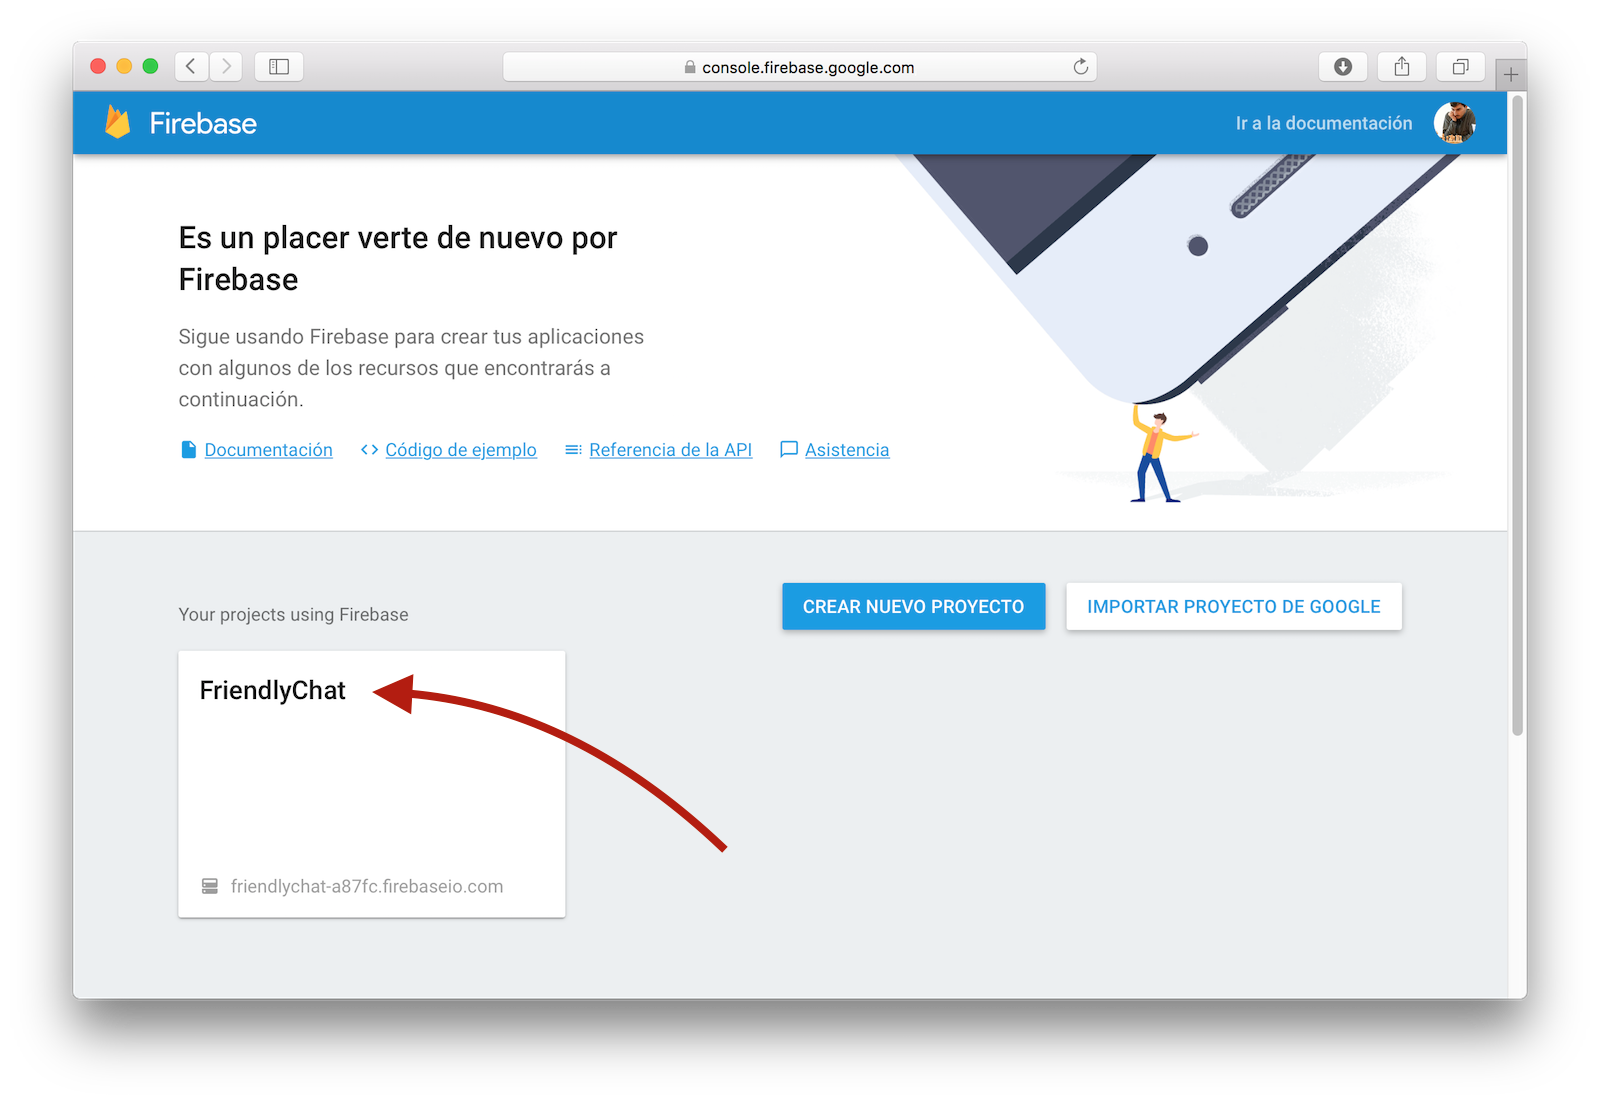 console.firebase.google.com
Firebase
Ir a la documentación
Es un placer verte de nuevo por
Firebase
Sigue usando Firebase para crear tus aplicaciones
con algunos de los recursos que encontrarás a
continuación.
Documentación Código de ejemplo Referencia de la API Asistencia
CREAR NUEVO PROYECTO IMPORTAR PROYECTO DE GOOGLE
Your projects using Firebase
FriendlyChat
friendlychat-a87fc.firebaseio.com